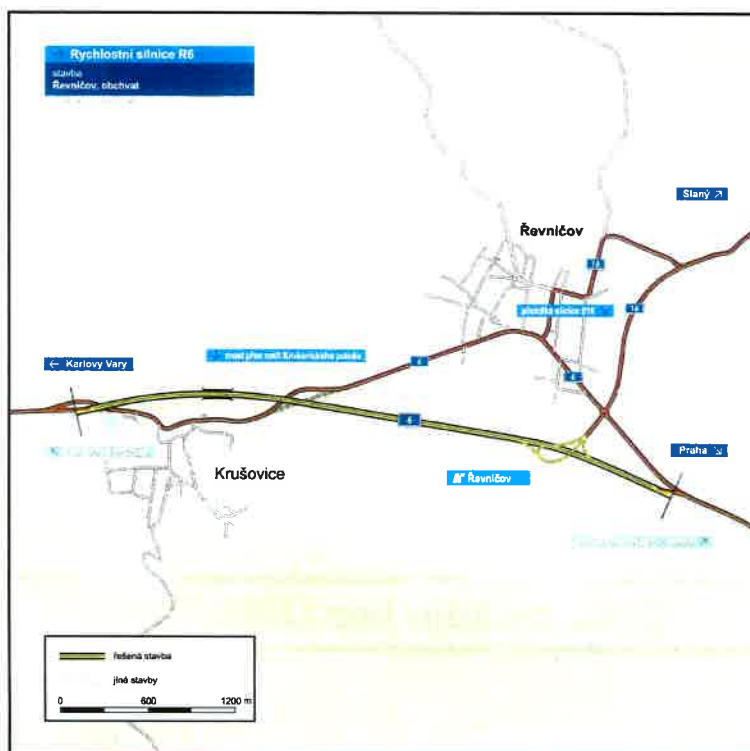 Rychlostní silnice R6
stavba
Řevničov, obchvat
Slaný
Řevničov
16
přeložka silnice I/16
16
most přes údolí Krušovického potoka
6
Karlovy Vary
6
6
Krušovice
Řevničov
Praha
řešená stavba
jiné stavby
0 600 1200 m